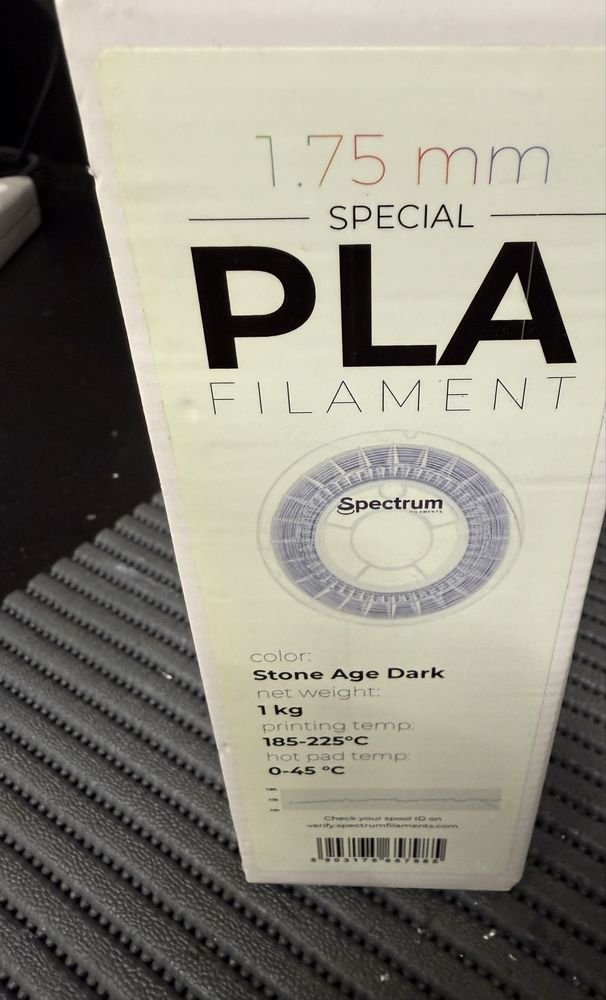 1.75 mm
SPECIAL
PLA
FILAMENT
Spectrum
FILAMENTS
color:
Stone Age Dark
net weight:
1 kg
printing temp:
185-225°C
hot pad temp:
0-45 °C
Check your spool ID on
verify.spectrumfilaments.com